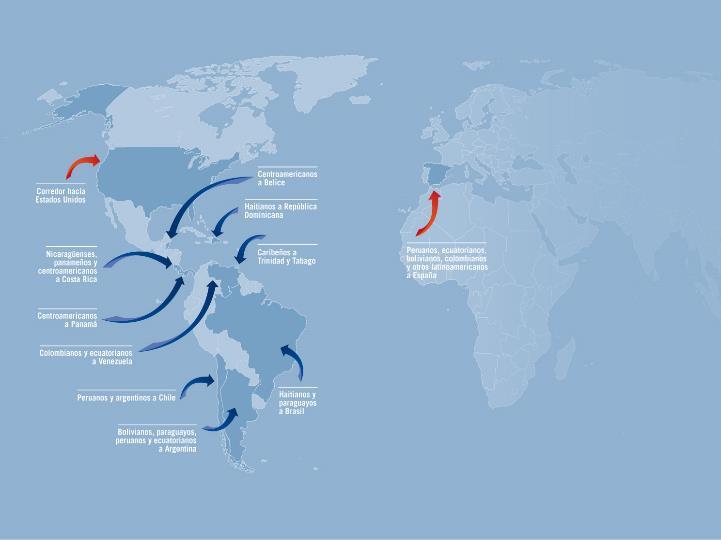 Corredor hacia
Estados Unidos
Centroamericanos
a Belice
Haitianos a República
Dominicana
Nicaragüenses,
panameños y
centroamericanos
a Costa Rica
Caribeños a
Trinidad y Tabago
Peruanos, ecuatorianos,
bolivianos, colombianos
y otros latinoamericanos
a España
Centroamericanos
a Panamá
Colombianos y ecuatorianos
a Venezuela
Peruanos y argentinos a Chile
Haitianos y
paraguayos
a Brasil
Bolivianos, paraguayos,
peruanos y ecuatorianos
a Argentina